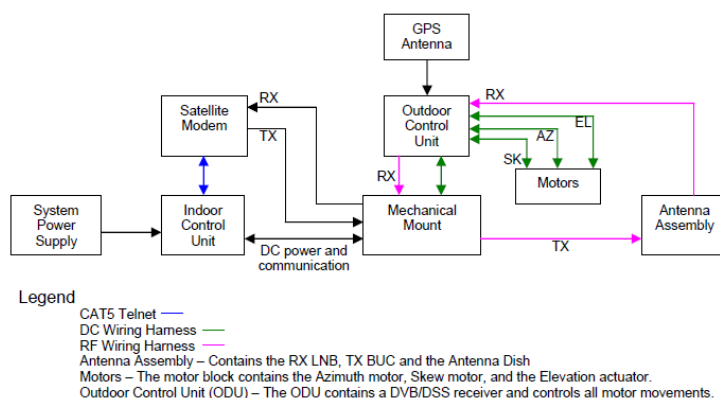 GPS
Antenna
RX
Satellite
Modem
RX
TX
Outdoor
Control
Unit
EL
AZ
SK
RX
Motors
System
Power
Supply
Indoor
Control
Unit
Mechanical
Mount
Antenna
Assembly
DC power and
communication
TX
Legend
CAT5 Telnet
DC Wiring Harness
RF Wiring Harness
Antenna Assembly – Contains the RX LNB, TX BUC and the Antenna Dish
Motors – The motor block contains the Azimuth motor, Skew motor, and the Elevation actuator.
Outdoor Control Unit (ODU) – The ODU contains a DVB/DSS receiver and controls all motor movements.